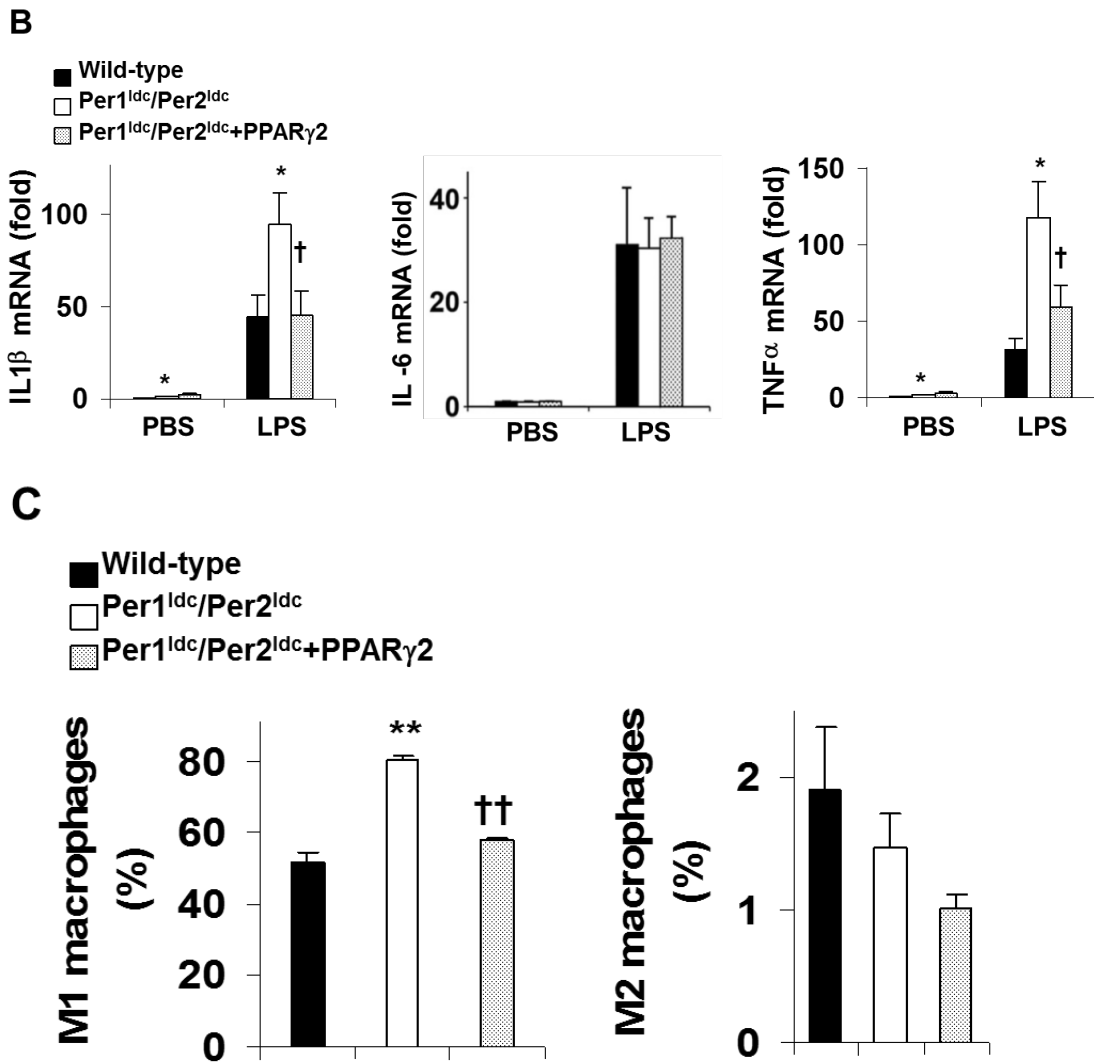 B
Wild-type
Per1ldc/Per2ldc
Per1ldc/Per2ldc+PPARγ2
IL1β mRNA (fold)
100
50
0
*
*
†
PBS LPS
IL -6 mRNA (fold)
40
20
0
PBS LPS
TNFα mRNA (fold)
150
100
50
0
*
*
†
PBS LPS
C
Wild-type
Per1ldc/Per2ldc
Per1ldc/Per2ldc+PPARγ2
M1 macrophages
(%)
80
60
40
20
0
**
††
M2 macrophages
(%)
2
1
0